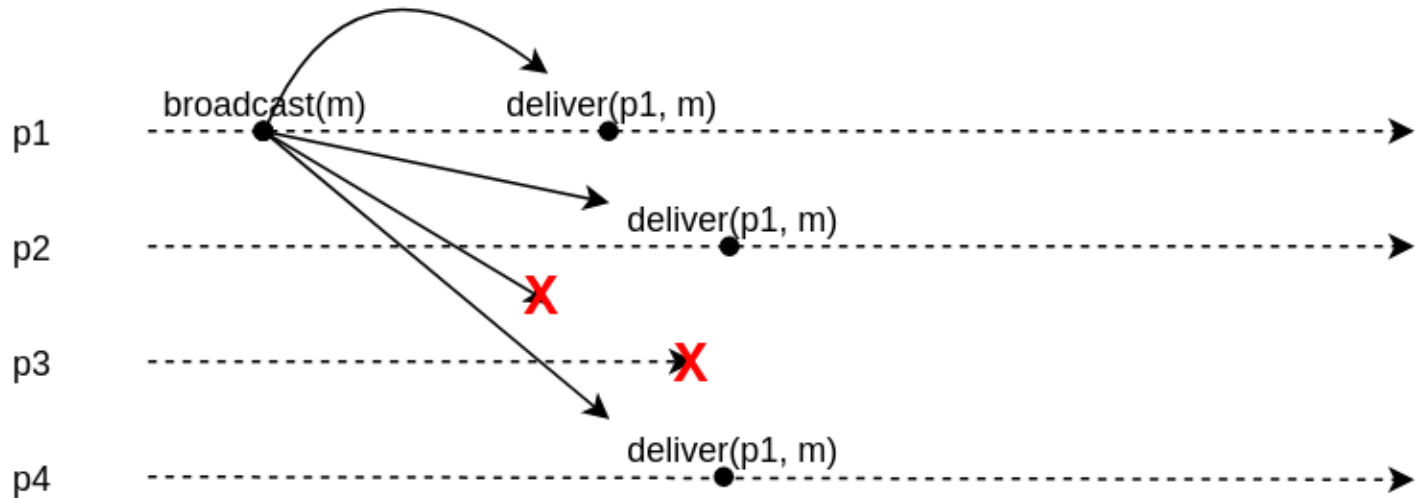 broadcast(m) deliver(p1, m)
p1
deliver(p1, m)
p2
X
p3 X
deliver(p1, m)
p4